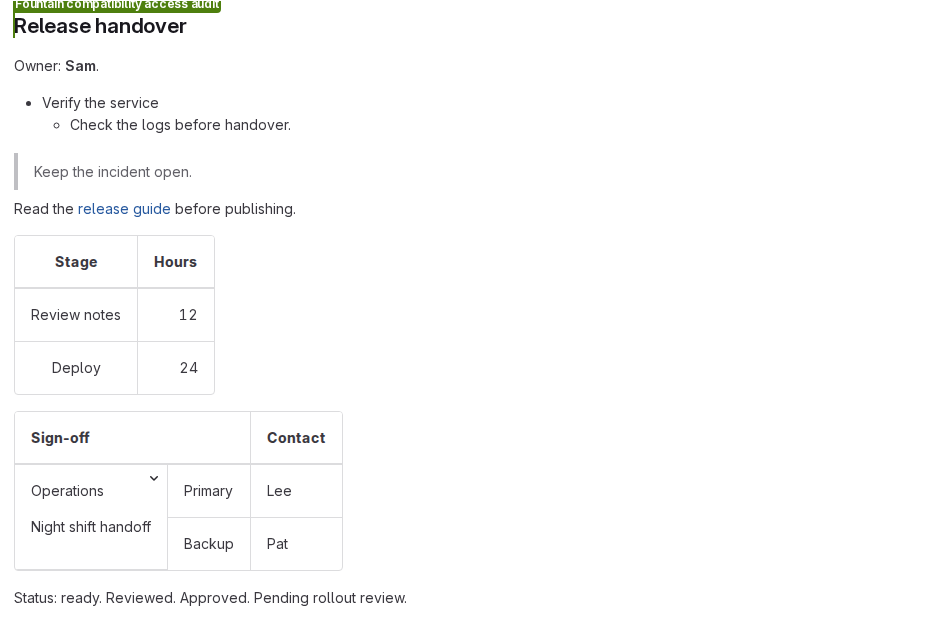 Fountain compatibility access audit
Release handover
Owner: Sam.
Verify the service
Check the logs before handover.
Keep the incident open.
Read the release guide before publishing.
Stage Hours
Review notes 12
Deploy 24
Sign-off Contact
Operations Primary Lee
Night shift handoff
Backup Pat
Status: ready. Reviewed. Approved. Pending rollout review.